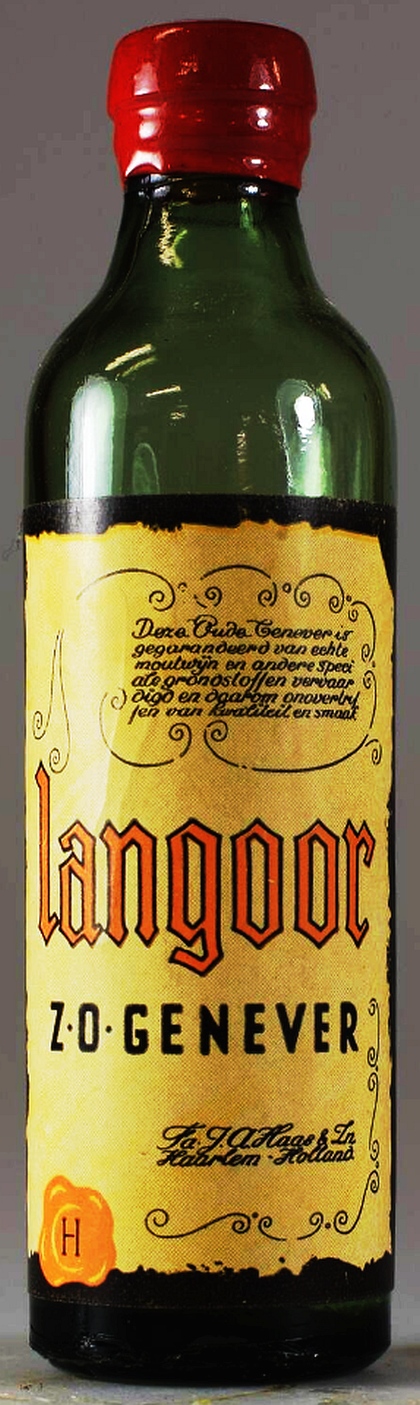 Deze Oude Genever is
gegarandeerd van echte
moutwijn en andere speci
ale grondstoffen vervaar
digd en daarom onovertref
fen van kwaliteit en smaak
langoor
Z·O·GENEVER
Fa. J.A Haas & Zn
Haarlem - Holland
H